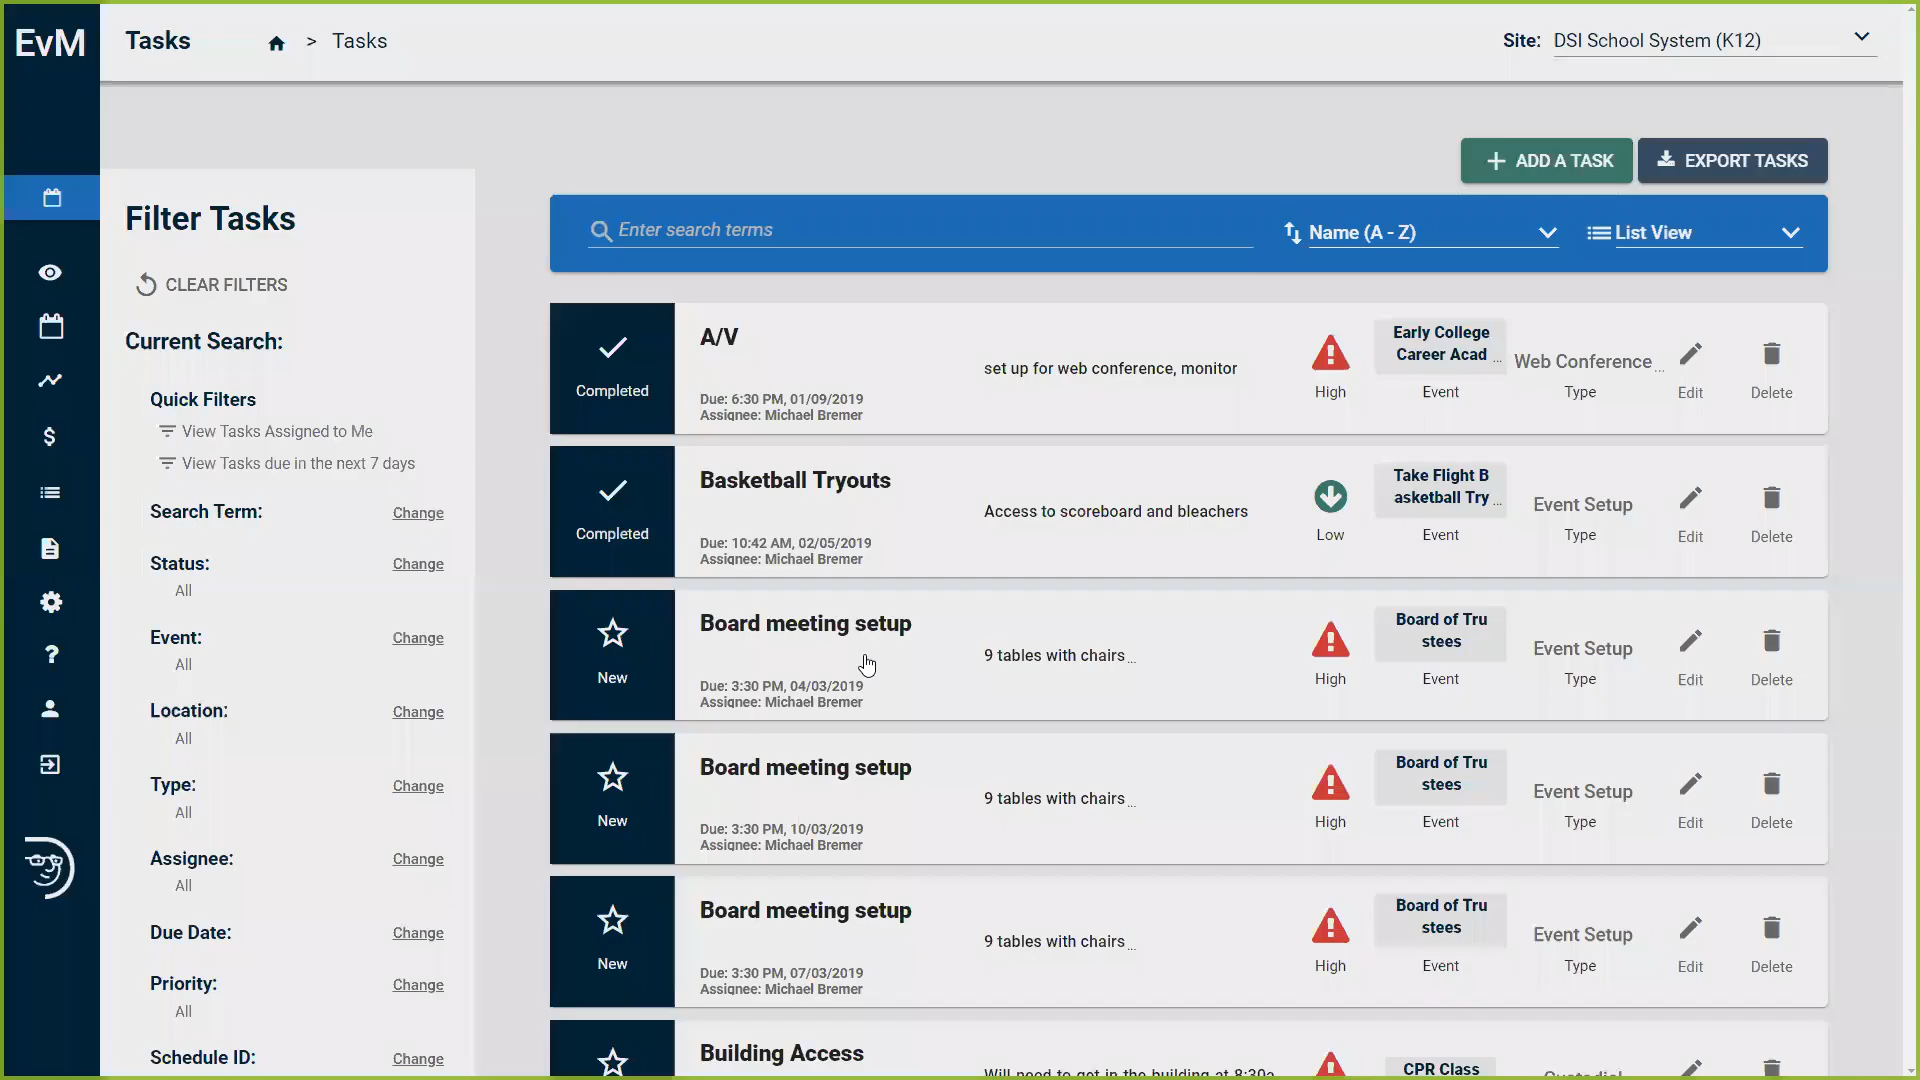 EvM
Tasks
> Tasks
Site: DSI School System (K12)
ADD A TASK
EXPORT TASKS
Filter Tasks
CLEAR FILTERS
Current Search:
Quick Filters
View Tasks Assigned to Me
View Tasks due in the next 7 days
Search Term: Change
Status: Change
All
Event: Change
All
Location: Change
All
Type: Change
All
Assignee: Change
All
Due Date: Change
Priority: Change
All
Schedule ID: Change
Enter search terms
Name (A - Z)
List View
Completed
A/V
Due: 6:30 PM, 01/09/2019
Assignee: Michael Bremer
set up for web conference, monitor
High
Early College
Career Acad ...
Event
Web Conference ...
Type
Edit
Delete
Completed
Basketball Tryouts
Due: 10:42 AM, 02/05/2019
Assignee: Michael Bremer
Access to scoreboard and bleachers
Low
Take Flight B
asketball Try ...
Event
Event Setup
Type
Edit
Delete
New
Board meeting setup
Due: 3:30 PM, 04/03/2019
Assignee: Michael Bremer
9 tables with chairs ...
High
Board of Tru
stees
Event
Event Setup
Type
Edit
Delete
New
Board meeting setup
Due: 3:30 PM, 10/03/2019
Assignee: Michael Bremer
9 tables with chairs ...
High
Board of Tru
stees
Event
Event Setup
Type
Edit
Delete
New
Board meeting setup
Due: 3:30 PM, 07/03/2019
Assignee: Michael Bremer
9 tables with chairs ...
High
Board of Tru
stees
Event
Event Setup
Type
Edit
Delete
Building Access
Will need to get in the building at 8:30a
CPR Class
Custodial